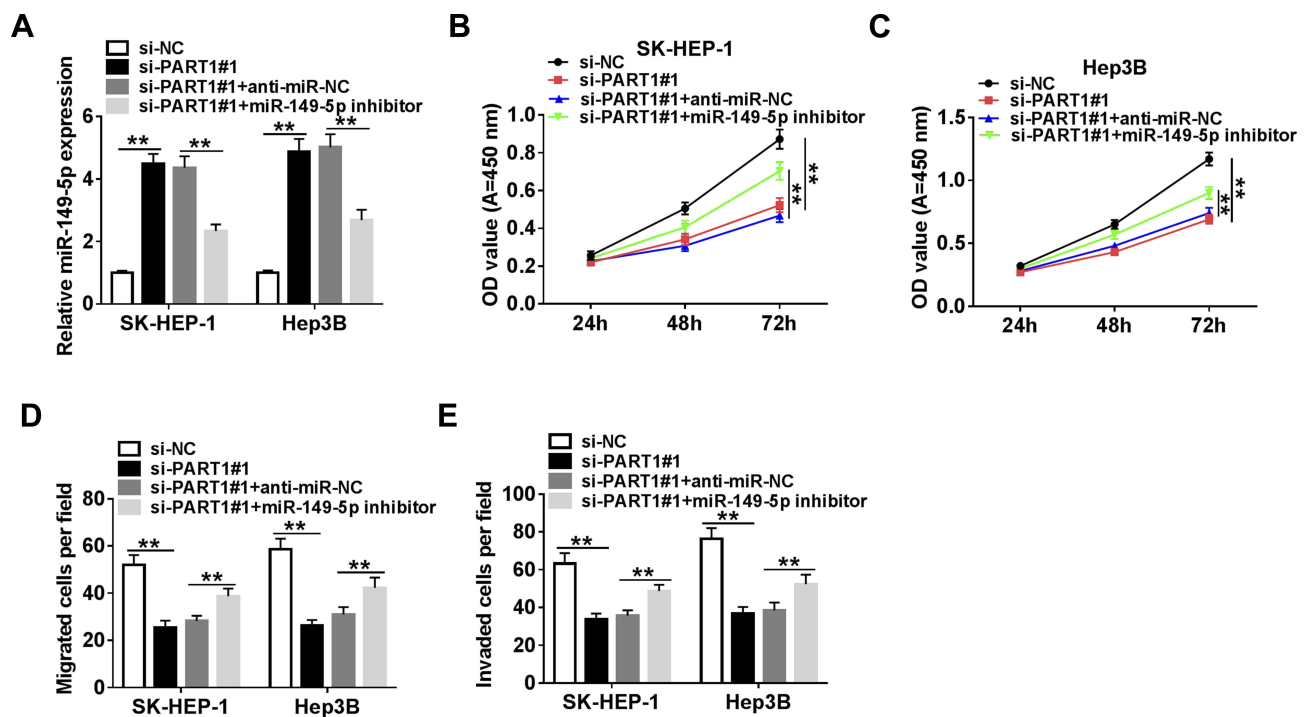 A
si-NC
si-PART1#1
si-PART1#1+anti-miR-NC
si-PART1#1+miR-149-5p inhibitor
Relative miR-149-5p expression
6
4
2
0
** ** ** **
SK-HEP-1 Hep3B
B
SK-HEP-1
si-NC
si-PART1#1
si-PART1#1+anti-miR-NC
si-PART1#1+miR-149-5p inhibitor
OD value (A=450 nm)
1.0
0.8
0.6
0.4
0.2
0.0
**
**
24h 48h 72h
C
Hep3B
si-NC
si-PART1#1
si-PART1#1+anti-miR-NC
si-PART1#1+miR-149-5p inhibitor
OD value (A=450 nm)
1.5
1.0
0.5
0.0
**
**
24h 48h 72h
D
si-NC
si-PART1#1
si-PART1#1+anti-miR-NC
si-PART1#1+miR-149-5p inhibitor
Migrated cells per field
80
60
40
20
0
** ** ** **
SK-HEP-1 Hep3B
E
si-NC
si-PART1#1
si-PART1#1+anti-miR-NC
si-PART1#1+miR-149-5p inhibitor
Invaded cells per field
100
80
60
40
20
0
** ** ** **
SK-HEP-1 Hep3B